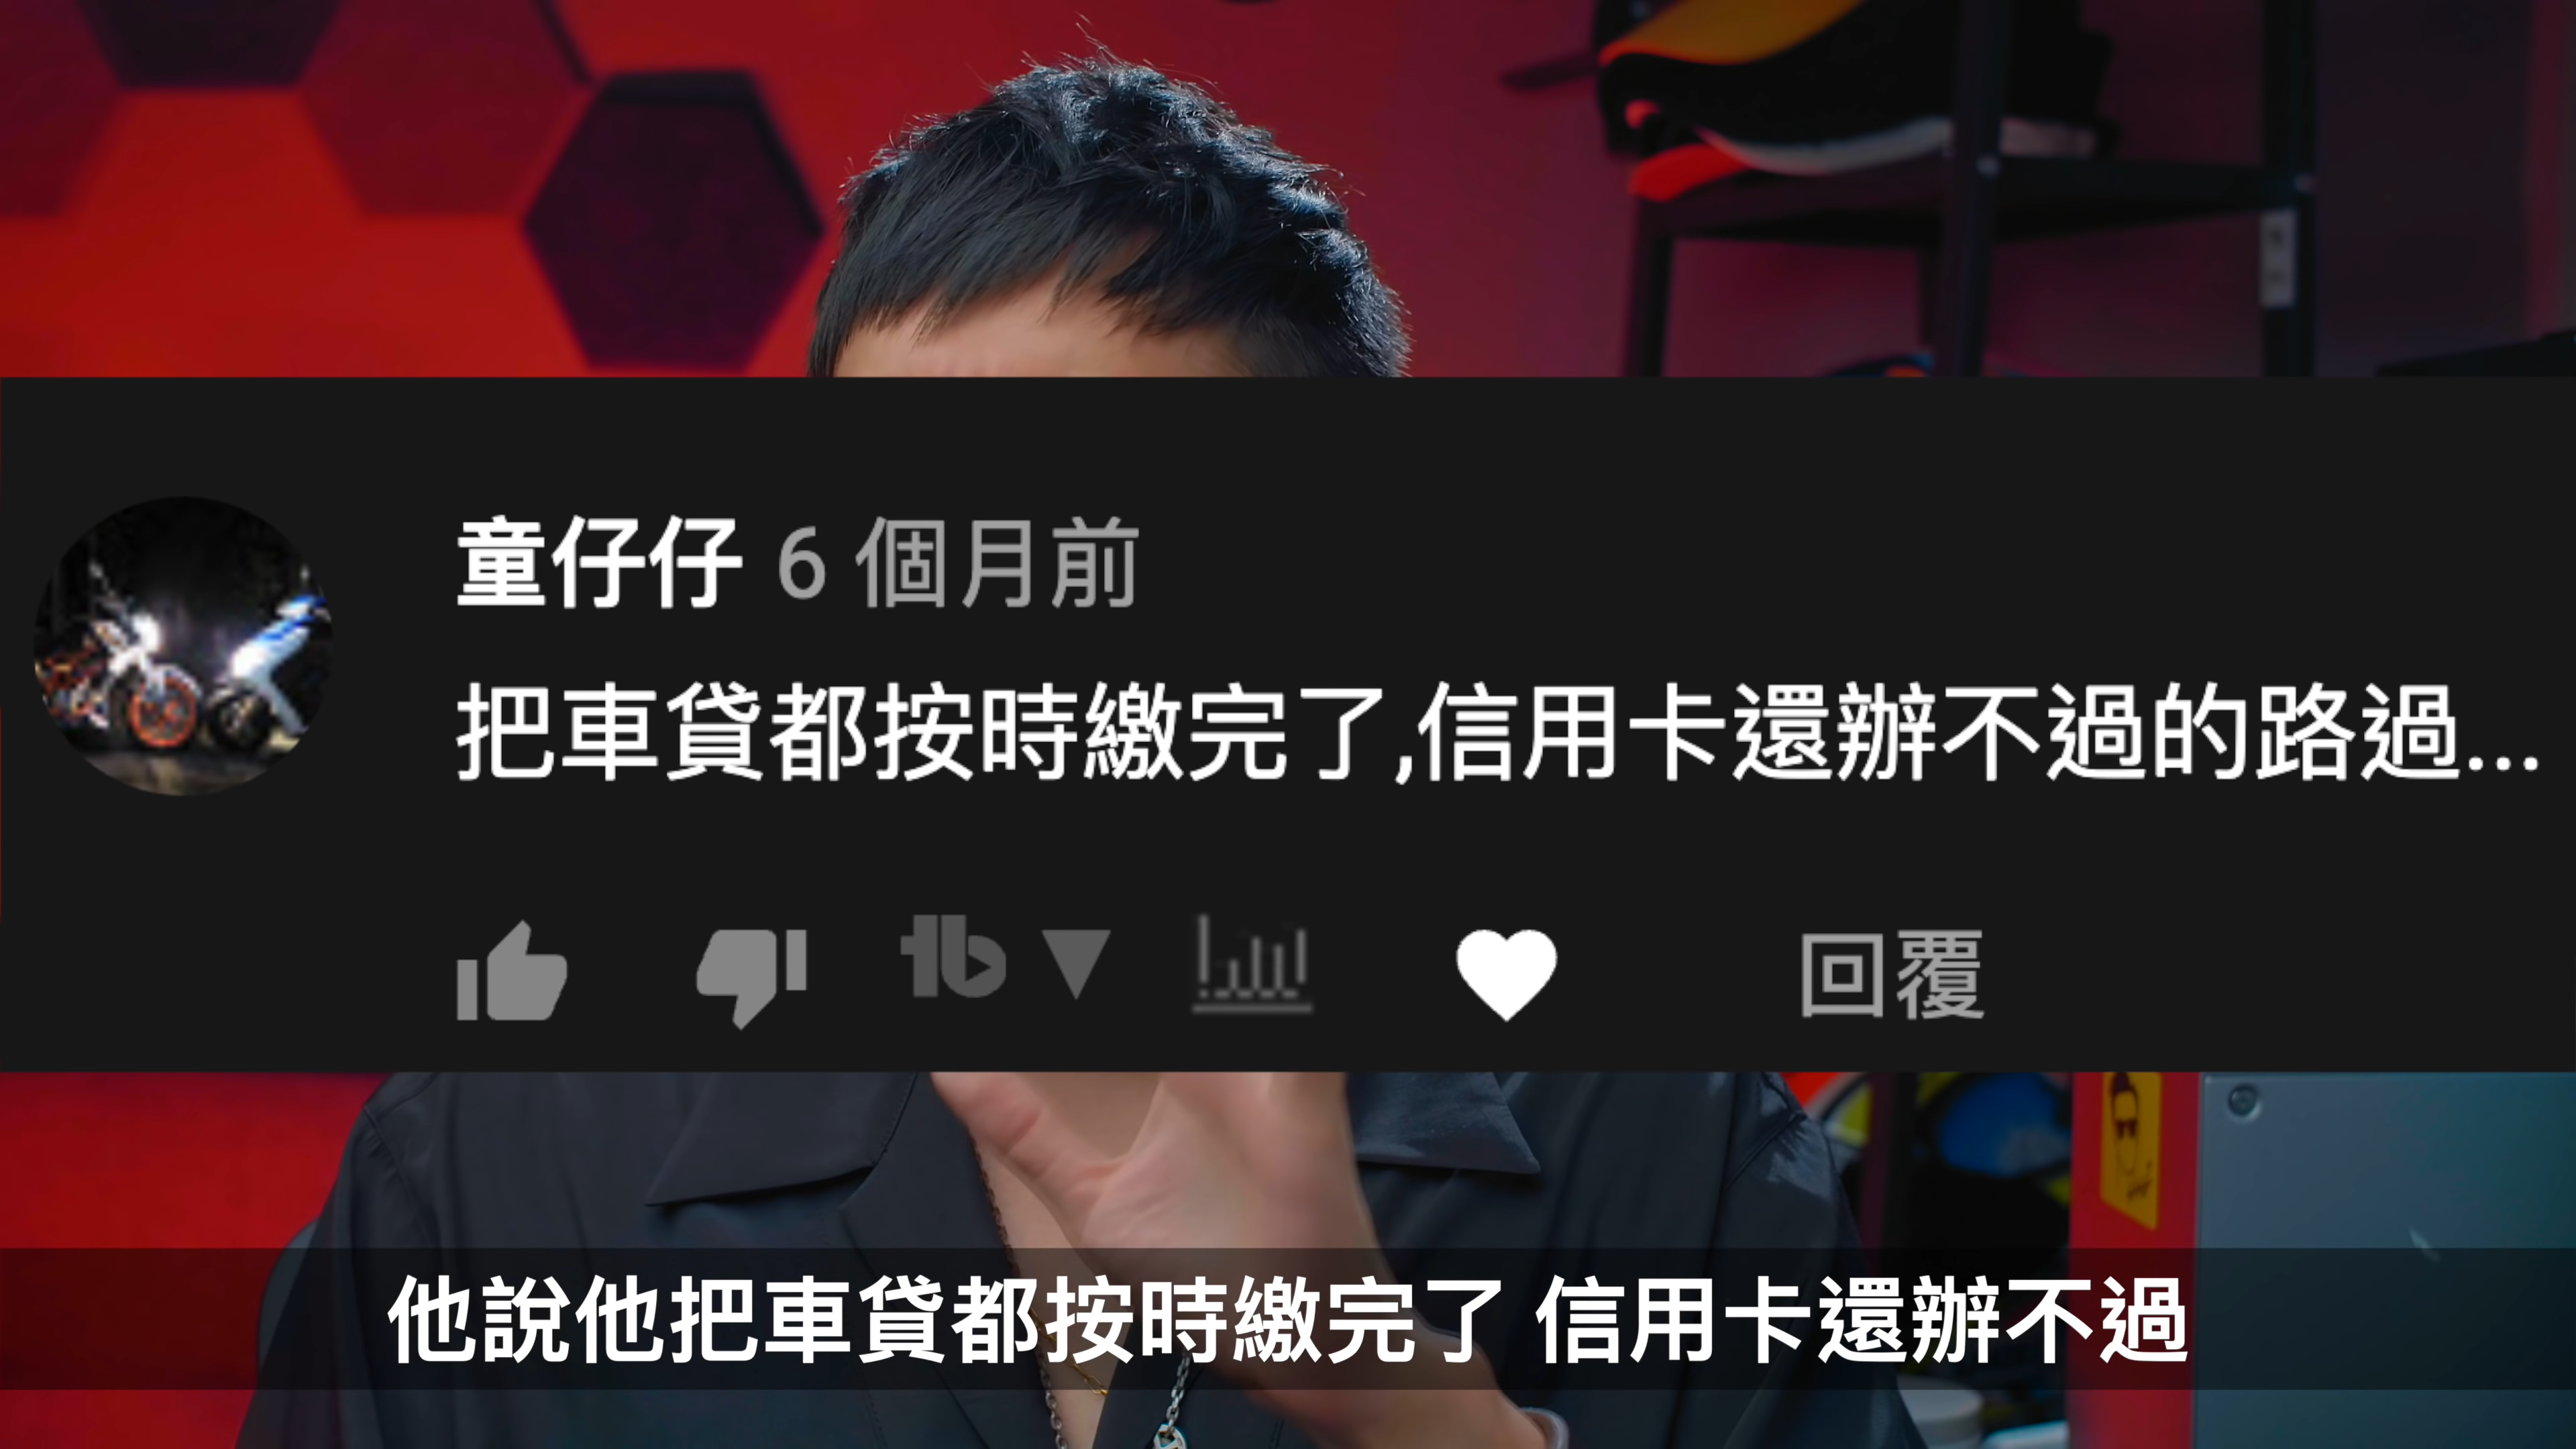 童仔仔 6 個月前
把車貸都按時繳完了,信用卡還辦不過的路過...
tb
回覆
他說他把車貸都按時繳完了 信用卡還辦不過